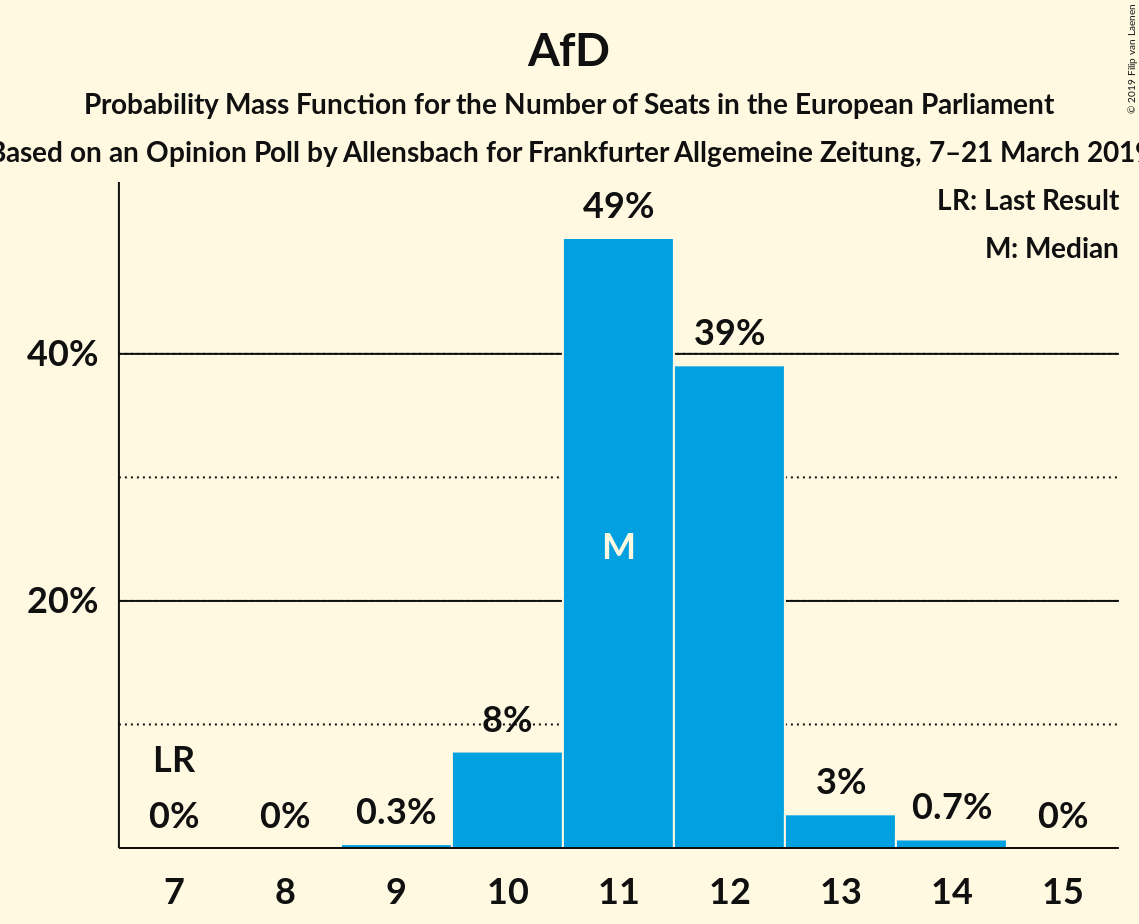 AfD
Probability Mass Function for the Number of Seats in the European Parliament
Based on an Opinion Poll by Allensbach for Frankfurter Allgemeine Zeitung, 7–21 March 2019
© 2019 Filip van Laenen
LR: Last Result
M: Median
49%
39%
40%
M
20%
8%
LR
3%
0.7%
0.3%
0% 0% 0%
7 8 9 10 11 12 13 14 15